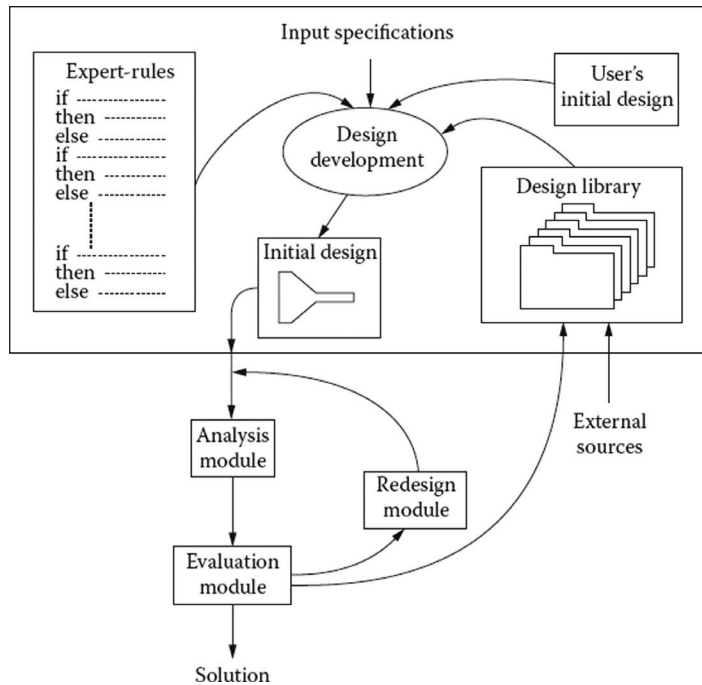 Input specifications
Expert-rules
if
then
else
if
then
else
if
then
else
User's
initial design
Design
development
Design library
Initial design
Analysis
module
External
sources
Redesign
module
Evaluation
module
Solution